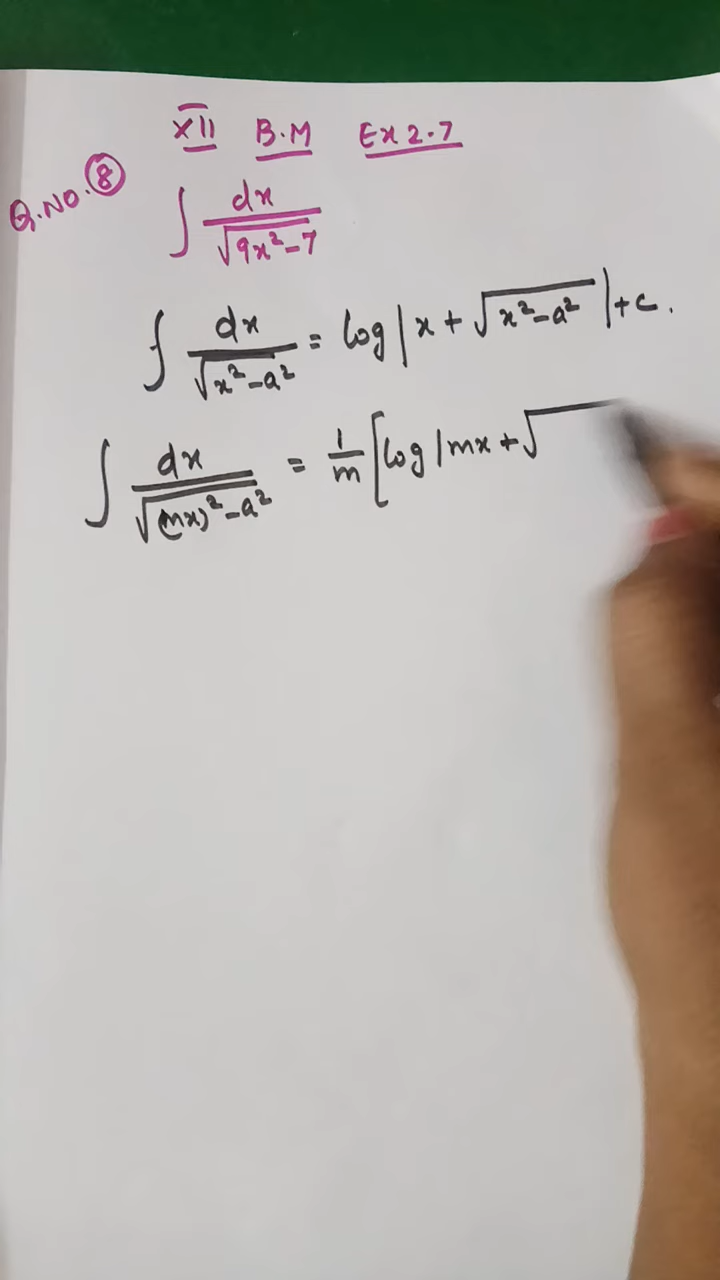 XII B.M Ex 2.7
Q.NO. 8 ∫ dx / √(9x²-7)
∫ dx / √(x²-a²) = log |x + √(x²-a²)| + c.
∫ dx / √((mx)²-a²) = 1/m [log |mx + √